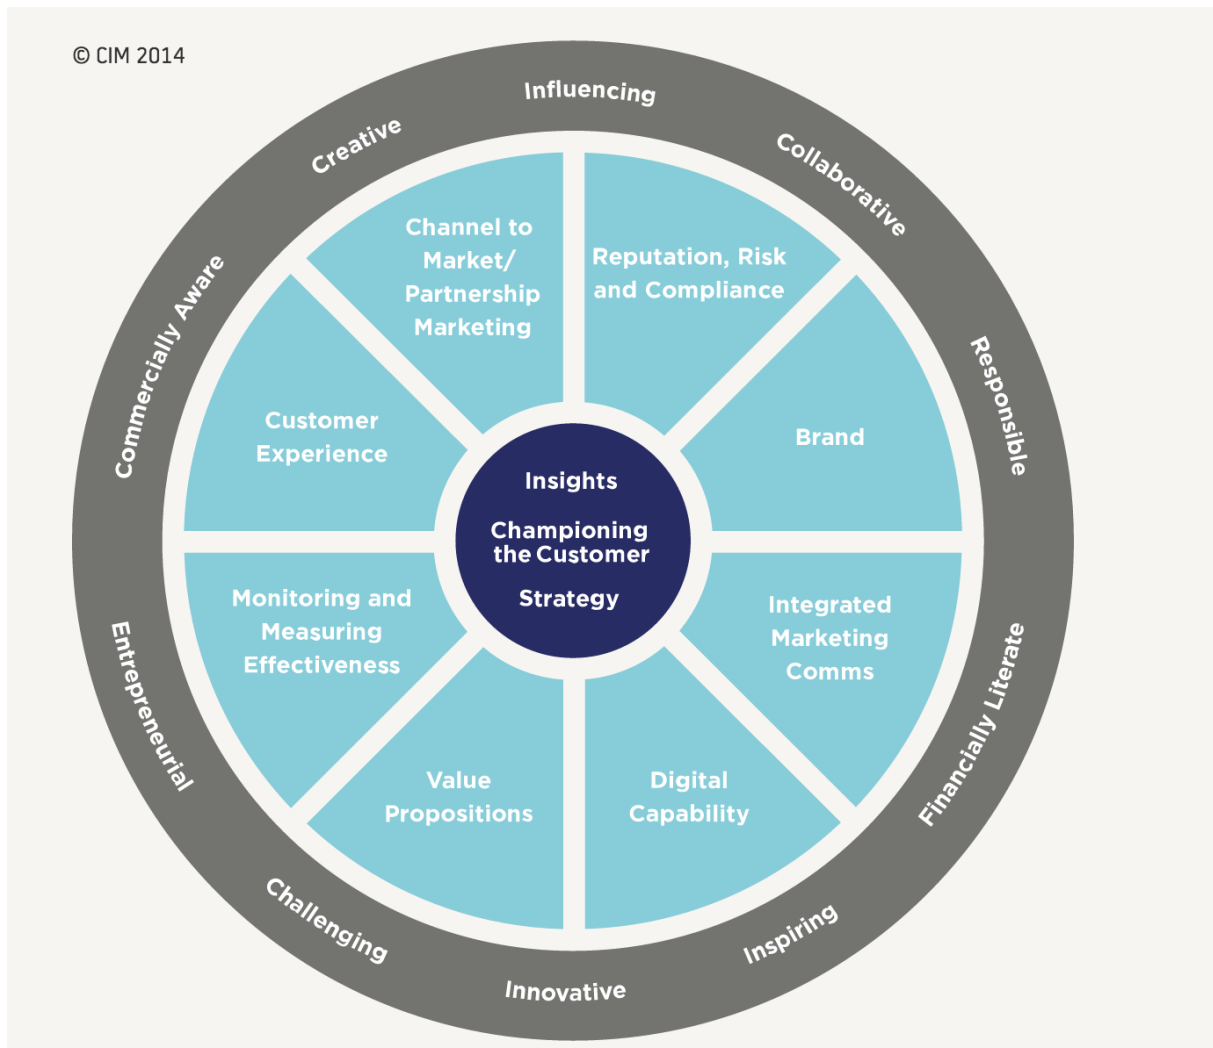 © CIM 2014
Influencing
Collaborative
Responsible
Financially Literate
Inspiring
Innovative
Challenging
Entrepreneurial
Commercially Aware
Creative
Reputation, Risk
and Compliance
Brand
Integrated
Marketing
Comms
Digital
Capability
Value
Propositions
Monitoring and
Measuring
Effectiveness
Customer
Experience
Channel to
Market/
Partnership
Marketing
Insights
Championing
the Customer
Strategy